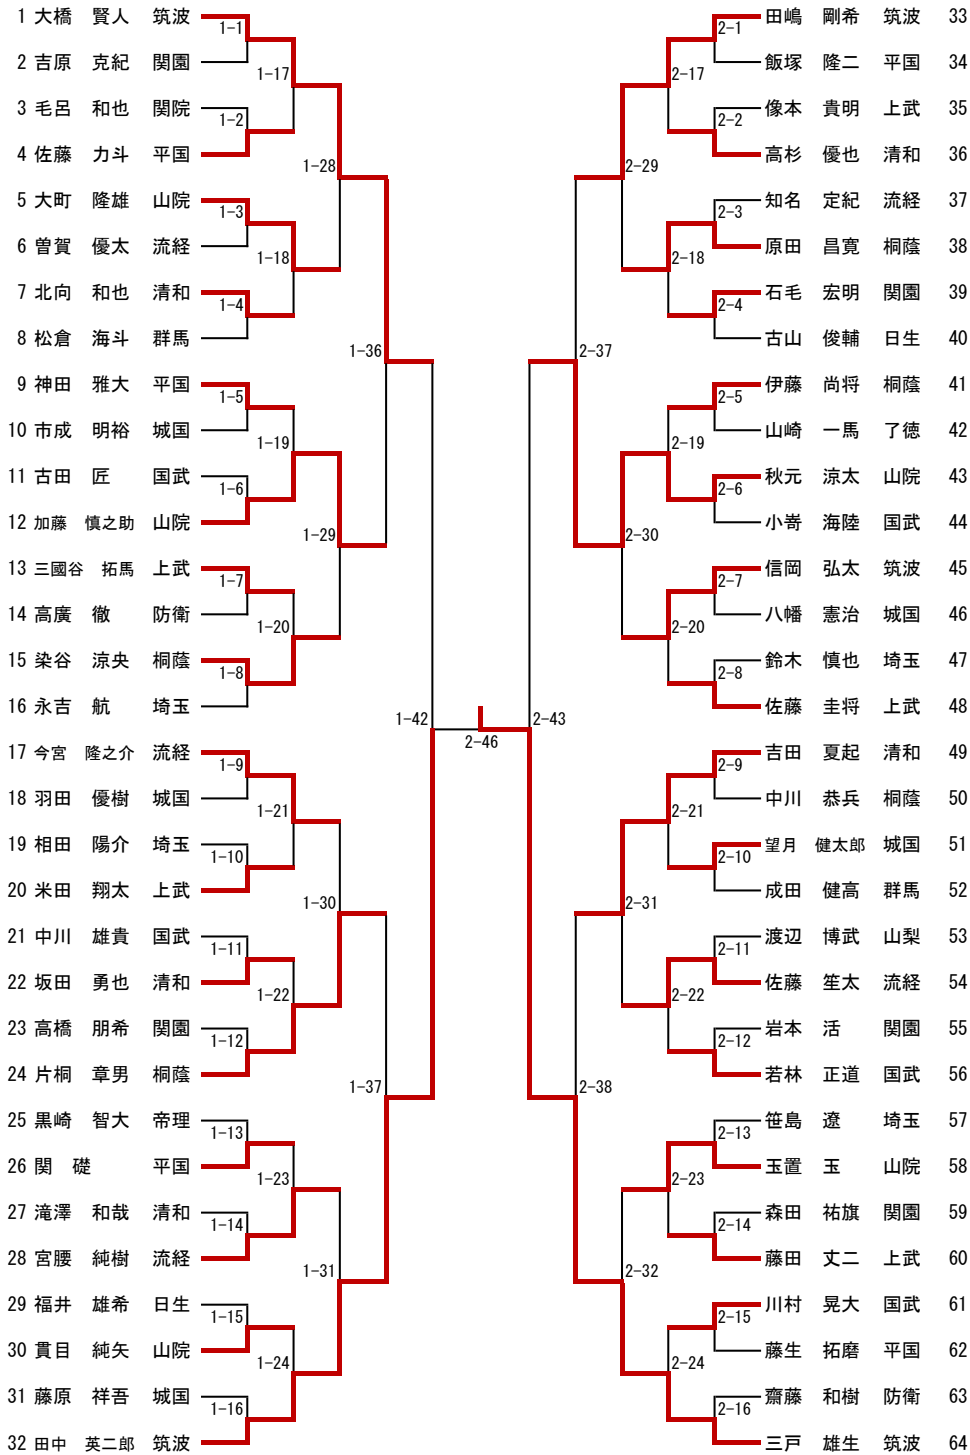 1 大橋 賢人 筑波
2 吉原 克紀 関園
3 毛呂 和也 関院
4 佐藤 力斗 平国
5 大町 隆雄 山院
6 曽賀 優太 流経
7 北向 和也 清和
8 松倉 海斗 群馬
9 神田 雅大 平国
10 市成 明裕 城国
11 古田 匠 国武
12 加藤 慎之助 山院
13 三國谷 拓馬 上武
14 高廣 徹 防衛
15 染谷 涼央 桐蔭
16 永吉 航 埼玉
17 今宮 隆之介 流経
18 羽田 優樹 城国
19 相田 陽介 埼玉
20 米田 翔太 上武
21 中川 雄貴 国武
22 坂田 勇也 清和
23 高橋 朋希 関園
24 片桐 章男 桐蔭
25 黒崎 智大 帝理
26 関 礎 平国
27 滝澤 和哉 清和
28 宮腰 純樹 流経
29 福井 雄希 日生
30 貫目 純矢 山院
31 藤原 祥吾 城国
32 田中 英二郎 筑波
1-1
1-2
1-3
1-4
1-5
1-6
1-7
1-8
1-9
1-10
1-11
1-12
1-13
1-14
1-15
1-16
1-17
1-18
1-19
1-20
1-21
1-22
1-23
1-24
1-28
1-29
1-30
1-31
1-36
1-37
1-42
2-46
2-43
2-37
2-38
2-29
2-30
2-31
2-32
2-17
2-18
2-19
2-20
2-21
2-22
2-23
2-24
2-1
2-2
2-3
2-4
2-5
2-6
2-7
2-8
2-9
2-10
2-11
2-12
2-13
2-14
2-15
2-16
田嶋 剛希 筑波 33
飯塚 隆二 平国 34
像本 貴明 上武 35
高杉 優也 清和 36
知名 定紀 流経 37
原田 昌寛 桐蔭 38
石毛 宏明 関園 39
古山 俊輔 日生 40
伊藤 尚将 桐蔭 41
山崎 一馬 了徳 42
秋元 涼太 山院 43
小嵜 海陸 国武 44
信岡 弘太 筑波 45
八幡 憲治 城国 46
鈴木 慎也 埼玉 47
佐藤 圭将 上武 48
吉田 夏起 清和 49
中川 恭兵 桐蔭 50
望月 健太郎 城国 51
成田 健高 群馬 52
渡辺 博武 山梨 53
佐藤 笙太 流経 54
岩本 活 関園 55
若林 正道 国武 56
笹島 遼 埼玉 57
玉置 玉 山院 58
森田 祐旗 関園 59
藤田 丈二 上武 60
川村 晃大 国武 61
藤生 拓磨 平国 62
齋藤 和樹 防衛 63
三戸 雄生 筑波 64